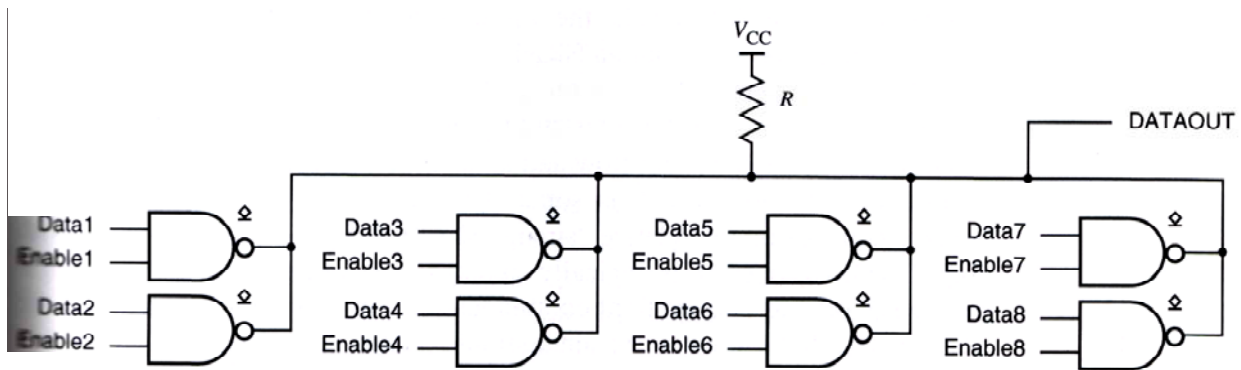 VCC
R
DATAOUT
Data1
Enable1
Data2
Enable2
Data3
Enable3
Data4
Enable4
Data5
Enable5
Data6
Enable6
Data7
Enable7
Data8
Enable8